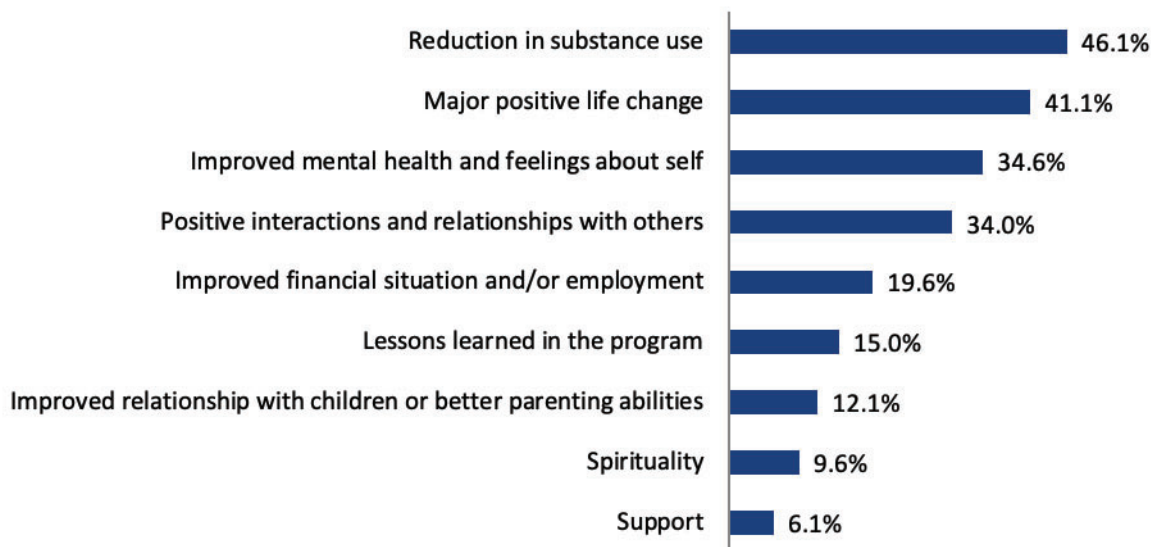 Reduction in substance use 46.1%
Major positive life change 41.1%
Improved mental health and feelings about self 34.6%
Positive interactions and relationships with others 34.0%
Improved financial situation and/or employment 19.6%
Lessons learned in the program 15.0%
Improved relationship with children or better parenting abilities 12.1%
Spirituality 9.6%
Support 6.1%